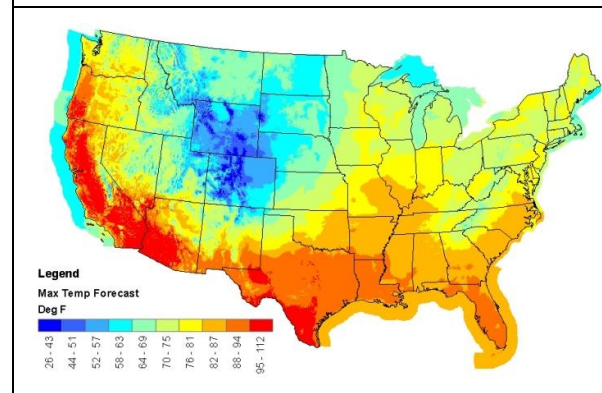 Legend
Max Temp Forecast
Deg F
26 - 43
44 - 51
52 - 57
58 - 63
64 - 69
70 - 75
76 - 81
82 - 87
88 - 94
95 - 112